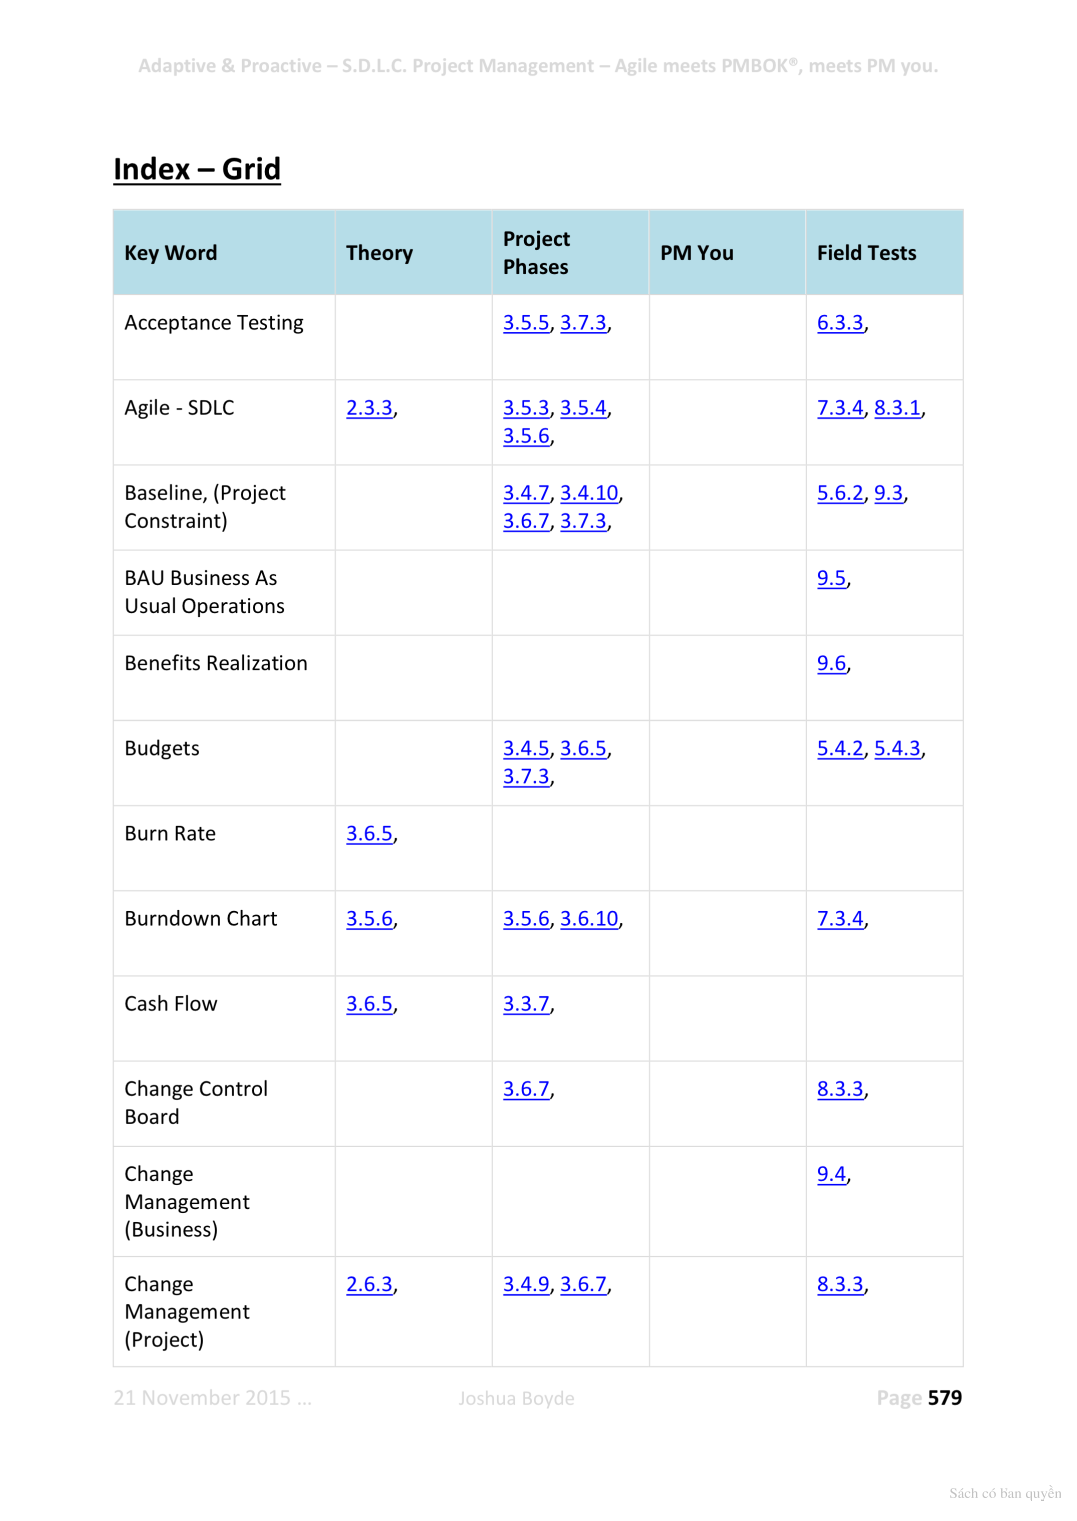 Adaptive & Proactive – S.D.L.C. Project Management – Agile meets PMBOK®, meets PM you.
Index – Grid
Key Word Theory Project Phases PM You Field Tests
Acceptance Testing 3.5.5, 3.7.3, 6.3.3,
Agile - SDLC 2.3.3, 3.5.3, 3.5.4, 7.3.4, 8.3.1,
3.5.6,
Baseline, (Project 3.4.7, 3.4.10, 5.6.2, 9.3,
Constraint) 3.6.7, 3.7.3,
BAU Business As 9.5,
Usual Operations
Benefits Realization 9.6,
Budgets 3.4.5, 3.6.5, 5.4.2, 5.4.3,
3.7.3,
Burn Rate 3.6.5,
Burndown Chart 3.5.6, 3.5.6, 3.6.10, 7.3.4,
Cash Flow 3.6.5, 3.3.7,
Change Control 3.6.7, 8.3.3,
Board
Change 9.4,
Management
(Business)
Change 2.6.3, 3.4.9, 3.6.7, 8.3.3,
Management
(Project)
21 November 2015 ... Joshua Boyde Page 579
Sách có bản quyền